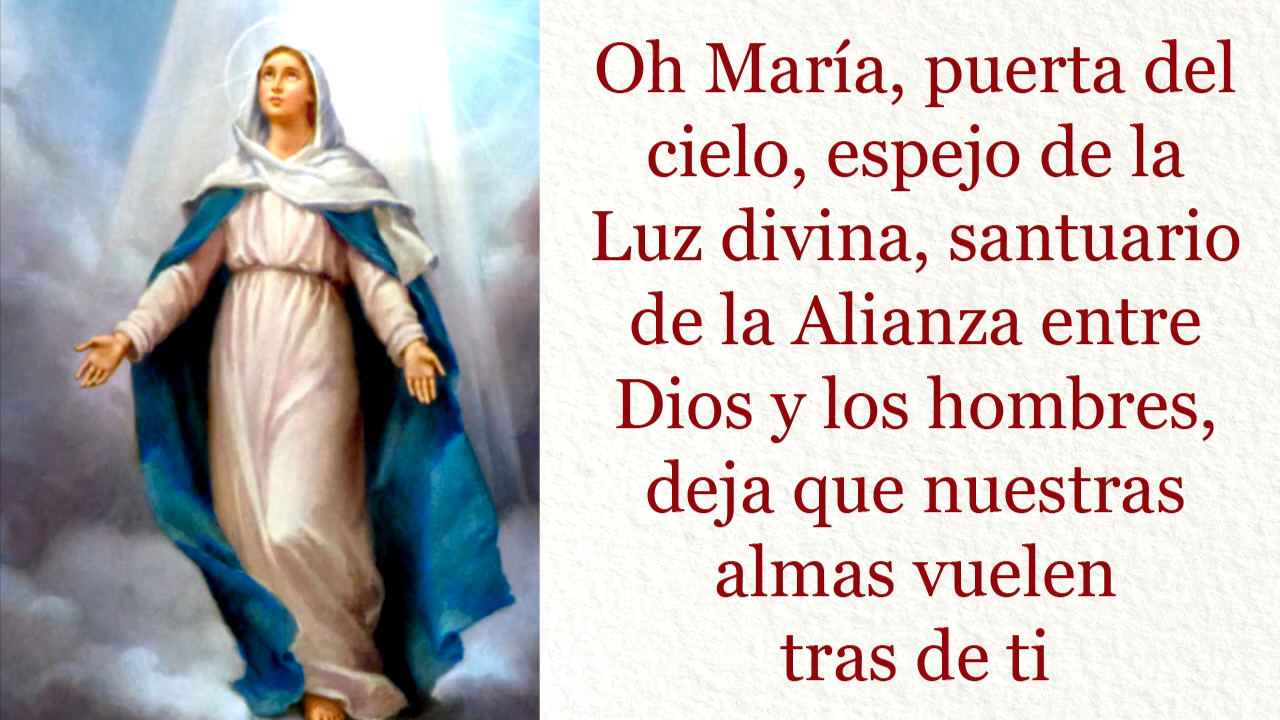 Oh María, puerta del
cielo, espejo de la
Luz divina, santuario
de la Alianza entre
Dios y los hombres,
deja que nuestras
almas vuelen
tras de ti